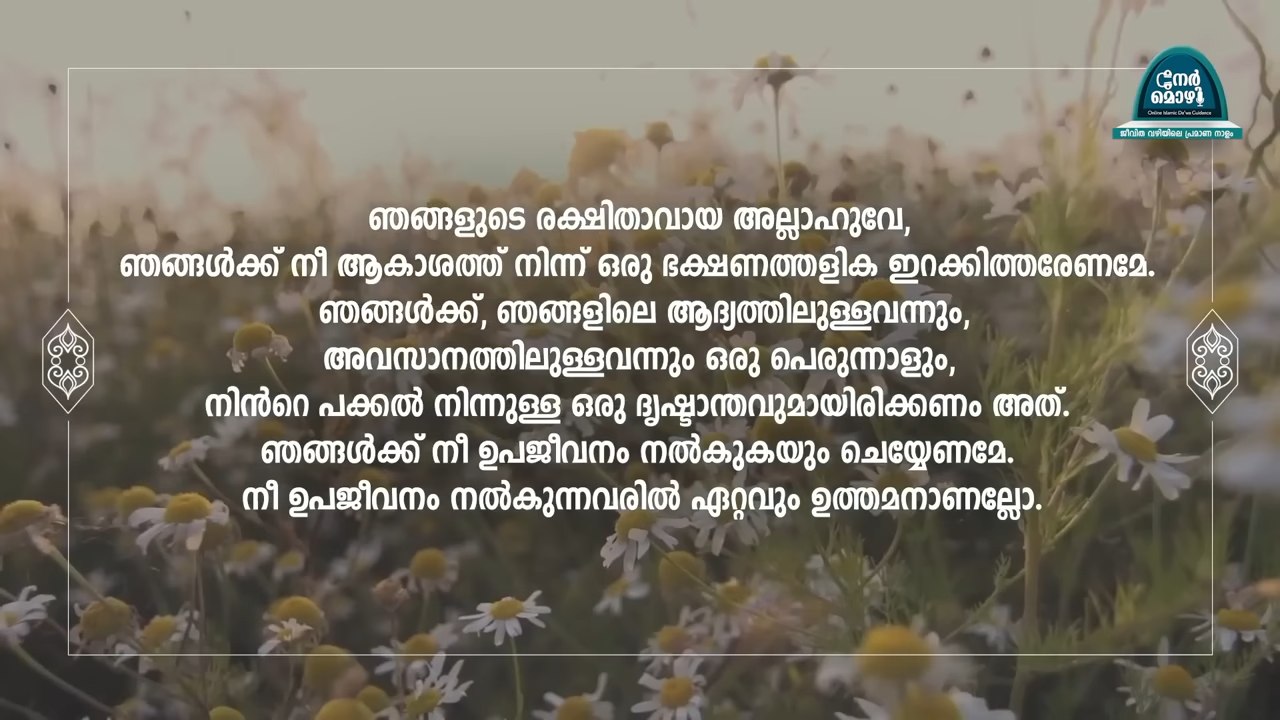 നേർ
മൊഴി
Online Islamic Da'wa Guidance
ജീവിത വഴിയിലെ പ്രമാണ നാളം
ഞങ്ങളുടെ രക്ഷിതാവായ അല്ലാഹുവേ,
ഞങ്ങൾക്ക് നീ ആകാശത്ത് നിന്ന് ഒരു ഭക്ഷണത്തളിക ഇറക്കിത്തരേണമേ.
ഞങ്ങൾക്ക്, ഞങ്ങളിലെ ആദ്യത്തിലുള്ളവന്നും,
അവസാനത്തിലുള്ളവന്നും ഒരു പെരുന്നാളും,
നിൻറെ പക്കൽ നിന്നുള്ള ഒരു ദൃഷ്ടാന്തവുമായിരിക്കണം അത്.
ഞങ്ങൾക്ക് നീ ഉപജീവനം നൽകുകയും ചെയ്യേണമേ.
നീ ഉപജീവനം നൽകുന്നവരിൽ ഏറ്റവും ഉത്തമനാണല്ലോ.